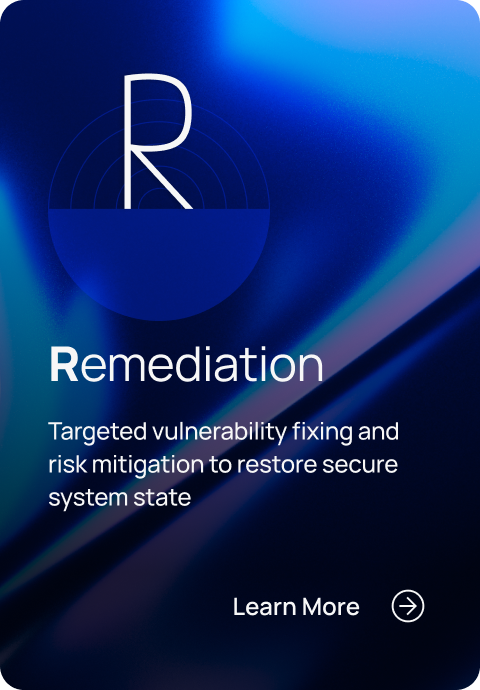 R
Remediation
Targeted vulnerability fixing and
risk mitigation to restore secure
system state
Learn More